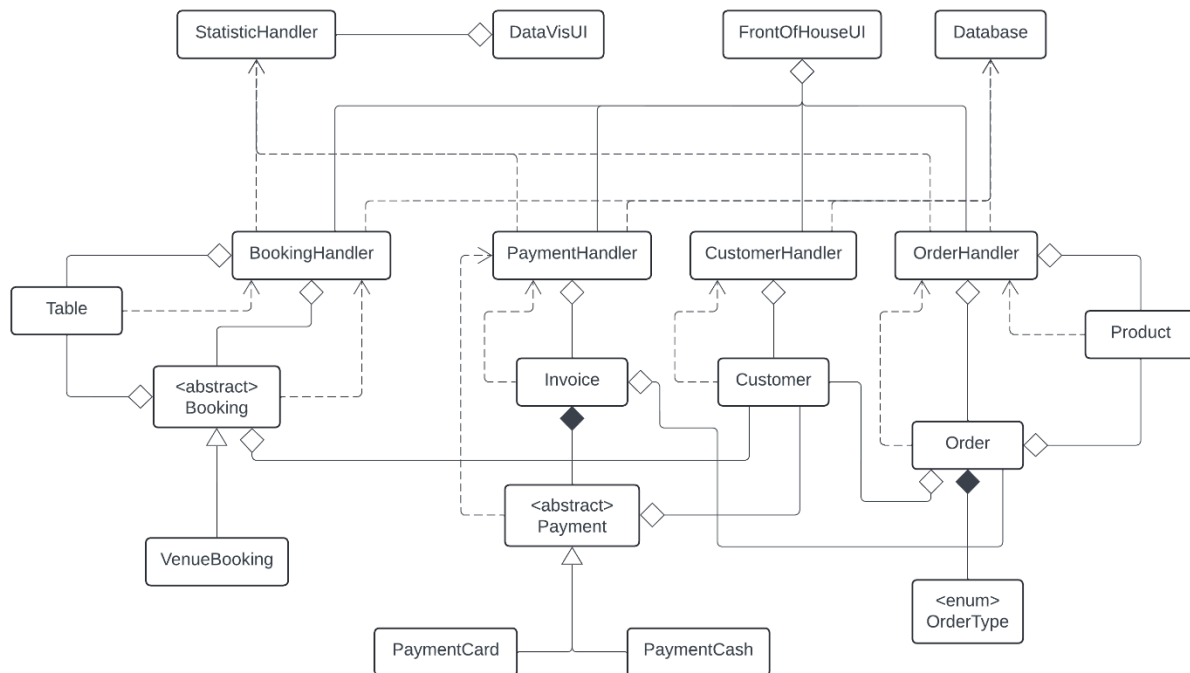 StatisticHandler
DataVisUI
FrontOfHouseUI
Database
BookingHandler
PaymentHandler
CustomerHandler
OrderHandler
Table
Product
<abstract>
Booking
Invoice
Customer
Order
<abstract>
Payment
VenueBooking
<enum>
OrderType
PaymentCard
PaymentCash